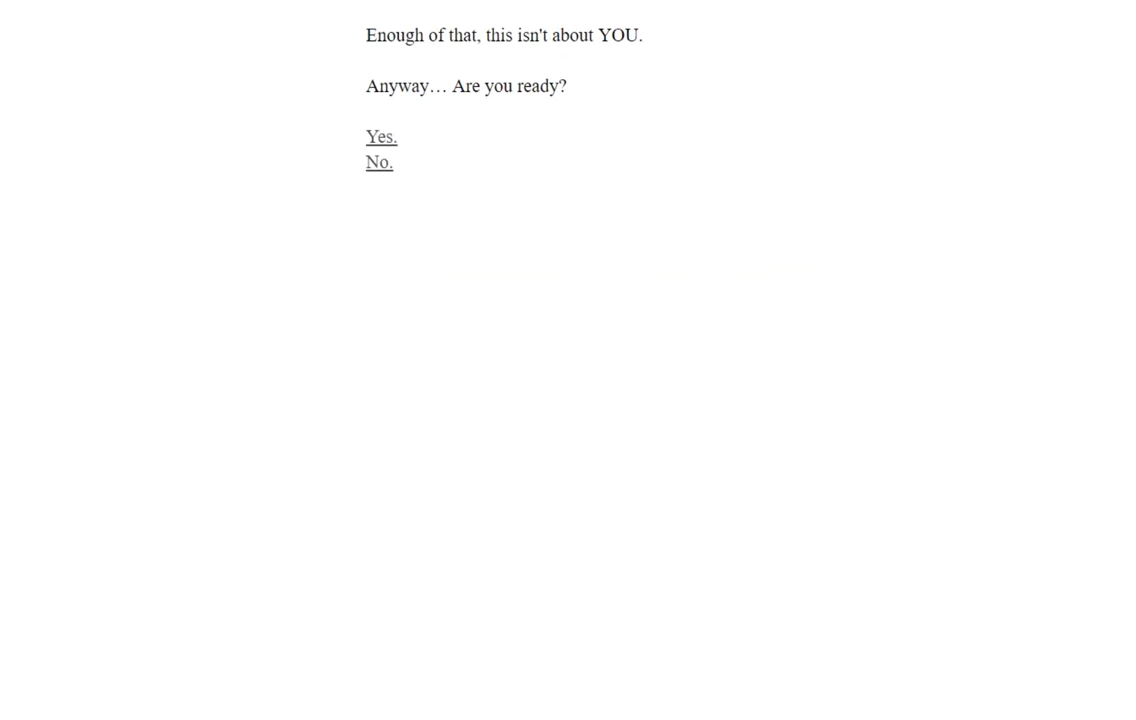 Enough of that, this isn't about YOU.
Anyway… Are you ready?
Yes.
No.